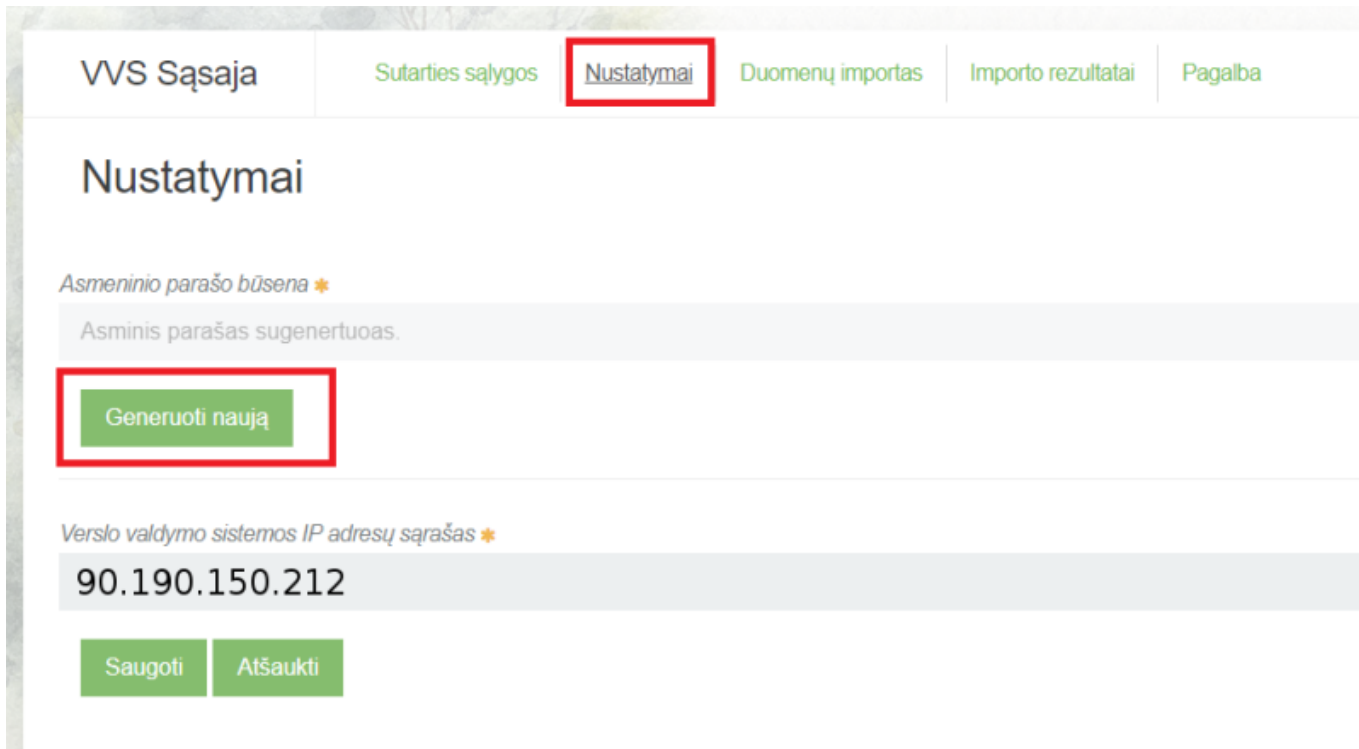 VVS Sąsaja Sutarties sąlygos Nustatymai Duomenų importas Importo rezultatai Pagalba
Nustatymai
Asmeninio parašo būsena *
Asminis parašas sugenertuoas.
Generuoti naują
Verslo valdymo sistemos IP adresų sąrašas *
90.190.150.212
Saugoti Atšaukti